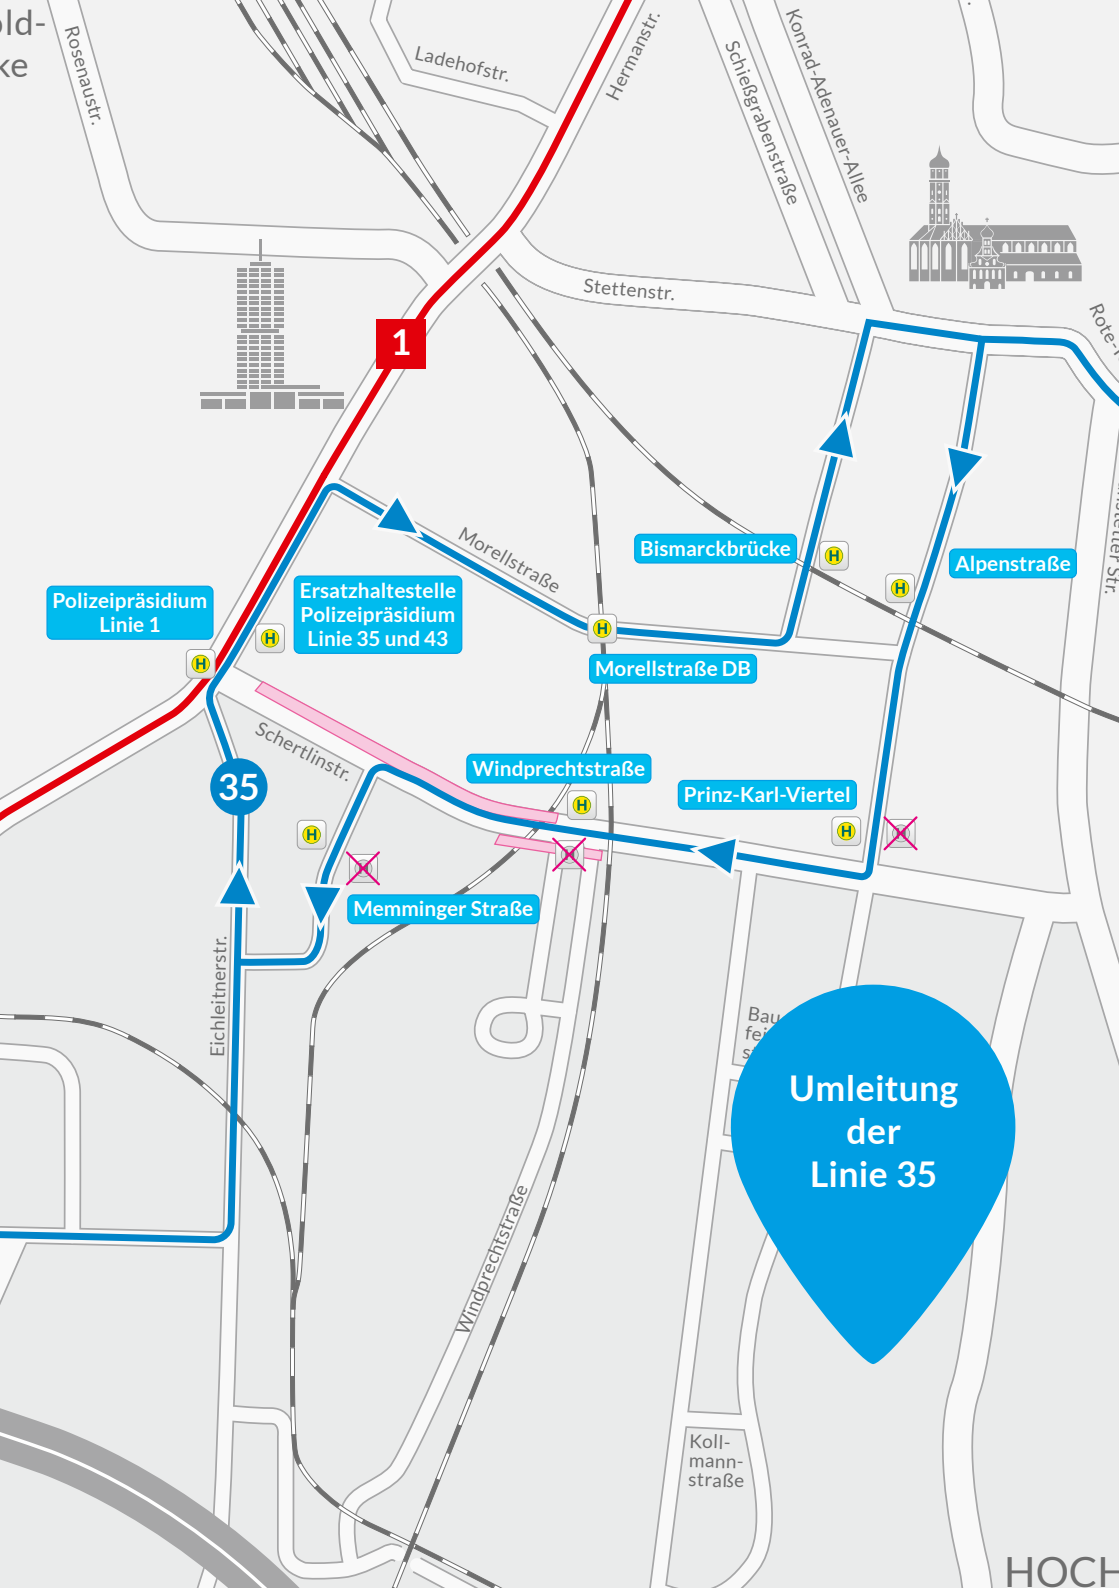 Rosenaustr.
Ladehofstr.
Hermanstr.
Schießgrabenstraße
Konrad-Adenauer-Allee
Stettenstr.
1
Morellstraße
Bismarckbrücke
H
Alpenstraße
H
Polizeipräsidium
Linie 1
H
Ersatzhaltestelle
Polizeipräsidium
Linie 35 und 43
H
H
Morellstraße DB
Schertlinstr.
35
Windprechtstraße
H
Prinz-Karl-Viertel
H
H
Memminger Straße
Eichleitnerstr.
Umleitung
der
Linie 35
Windprechtstraße
Koll-
mann-
straße